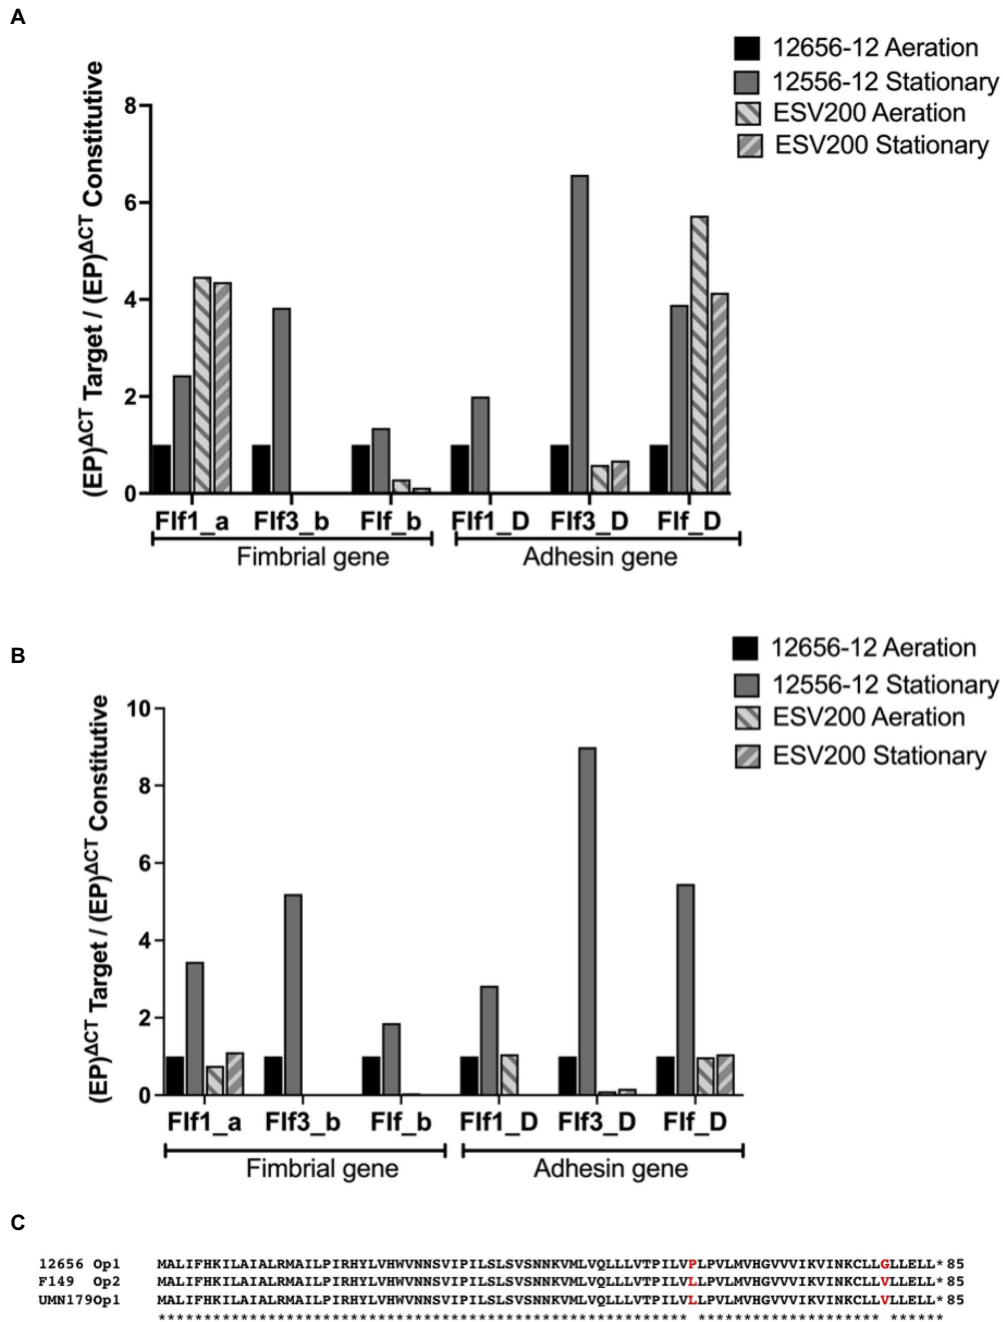 A
12656-12 Aeration
12556-12 Stationary
ESV200 Aeration
ESV200 Stationary
(EP)ΔCT Target / (EP)ΔCT Constitutive
8
6
4
2
0
Flf1_a Flf3_b Flf_b Flf1_D Flf3_D Flf_D
Fimbrial gene Adhesin gene
B
12656-12 Aeration
12556-12 Stationary
ESV200 Aeration
ESV200 Stationary
(EP)ΔCT Target / (EP)ΔCT Constitutive
10
8
6
4
2
0
Flf1_a Flf3_b Flf_b Flf1_D Flf3_D Flf_D
Fimbrial gene Adhesin gene
C
12656 Op1 MALIFHKILAIALRMAILPIRHYLVHWVNNSVIPILSLSVSNNKVMLVQLLLVTPILVPLPVLMVHGVVVIKVINKCLLGLLELL*85
F149 Op2 MALIFHKILAIALRMAILPIRHYLVHWVNNSVIPILSLSVSNNKVMLVQLLLVTPILVLLPVLMVHGVVVIKVINKCLLVLLELL*85
UMN179Op1 MALIFHKILAIALRMAILPIRHYLVHWVNNSVIPILSLSVSNNKVMLVQLLLVTPILVLLPVLMVHGVVVIKVINKCLLVLLELL*85
********************************************************** ******************** ******